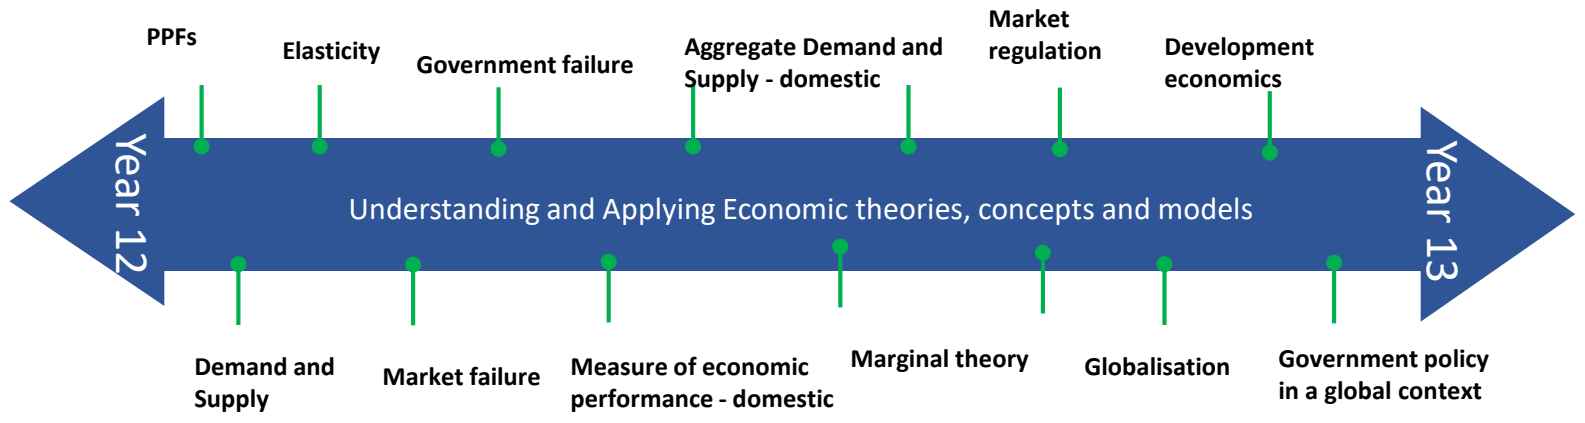 PPFs
Elasticity
Government failure
Aggregate Demand and
Supply - domestic
Market
regulation
Development
economics
Year 12
Understanding and Applying Economic theories, concepts and models
Year 13
Demand and
Supply
Market failure
Measure of economic
performance - domestic
Marginal theory
Globalisation
Government policy
in a global context